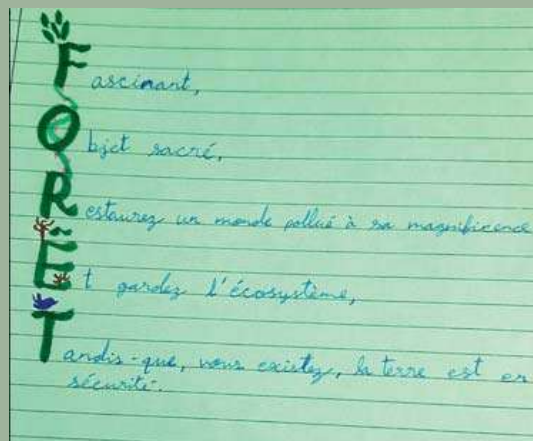 Fascinant,
Objet sacré,
Restaurez un monde pollué à sa magnificence
Et gardez l'écosystème,
Tandis-que, vous existez, la terre est en
sécurité.